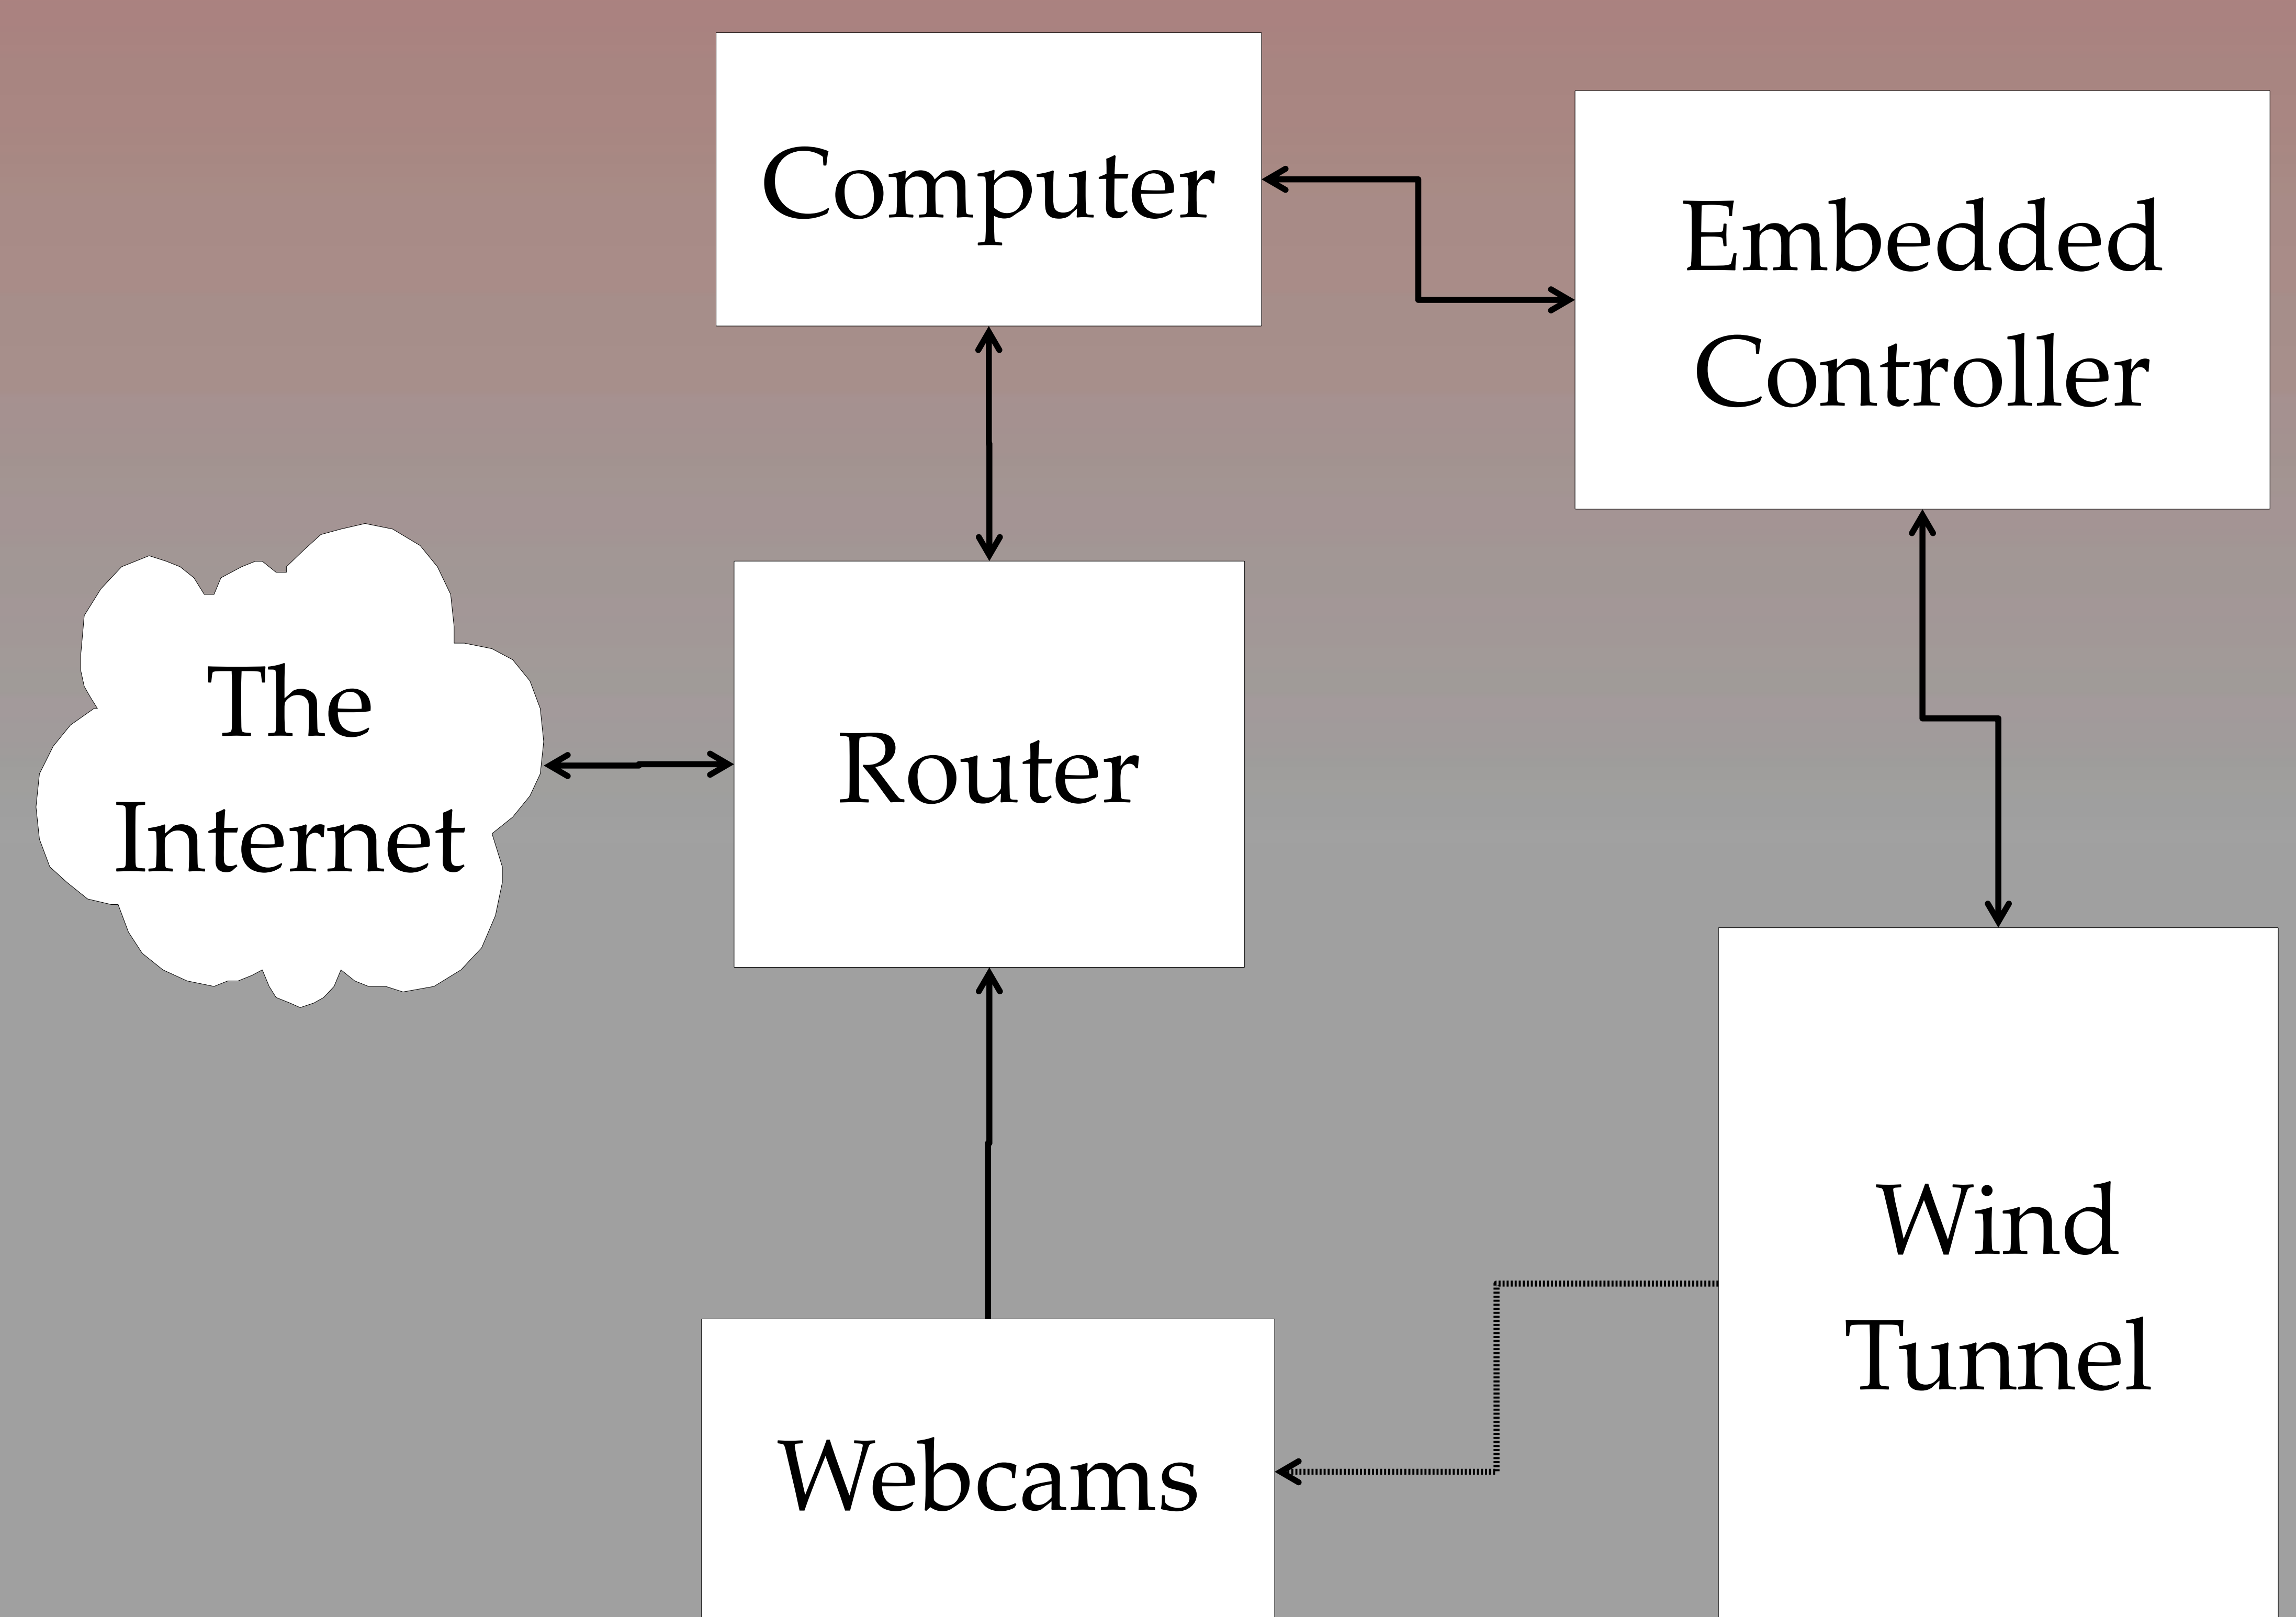 Computer
Embedded
Controller
The
Internet
Router
Wind
Tunnel
Webcams